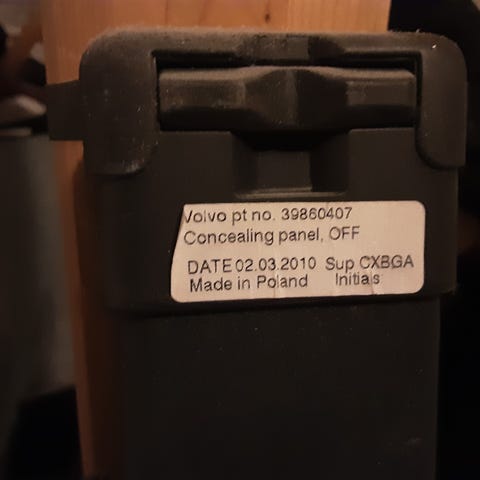 Volvo pt no. 39860407
Concealing panel, OFF
DATE 02.03.2010 Sup CXBGA
Made in Poland Initials